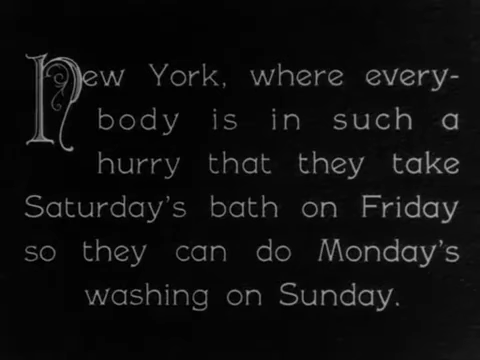 New York, where every-
body is in such a
hurry that they take
Saturday's bath on Friday
so they can do Monday's
washing on Sunday.